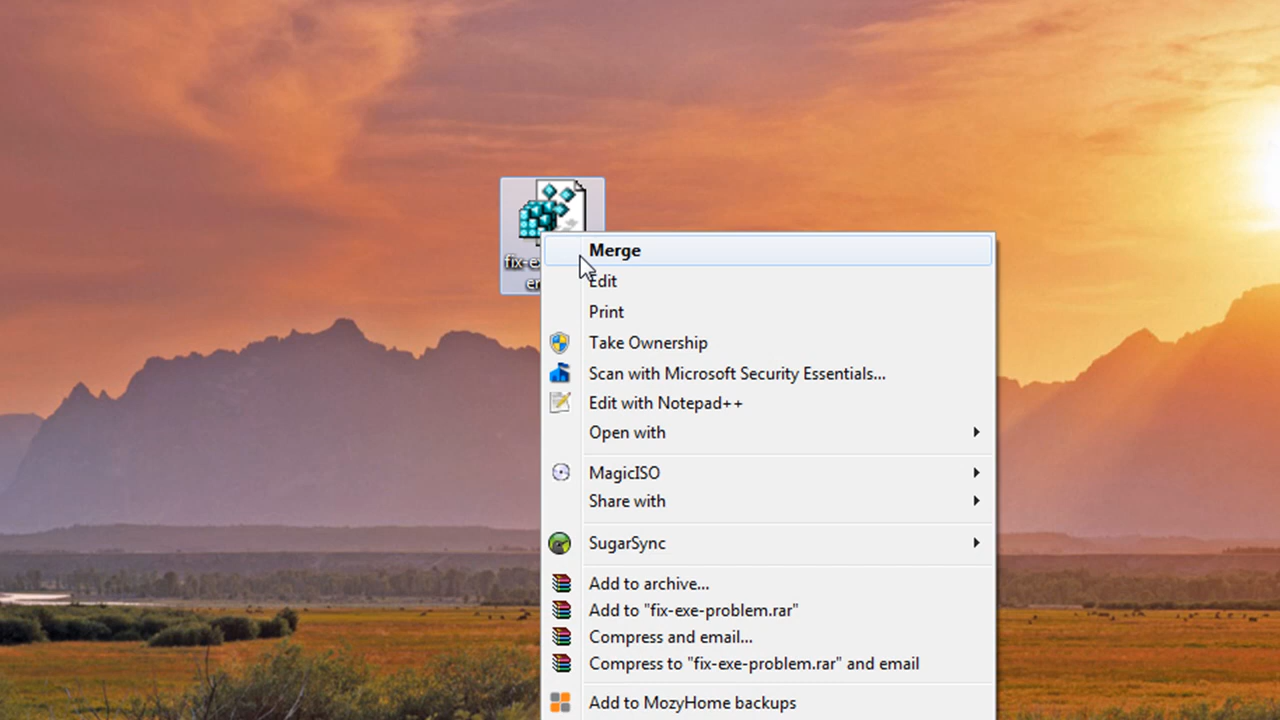 fix-e
er
Merge
Edit
Print
Take Ownership
Scan with Microsoft Security Essentials...
Edit with Notepad++
Open with
MagicISO
Share with
SugarSync
Add to archive...
Add to "fix-exe-problem.rar"
Compress and email...
Compress to "fix-exe-problem.rar" and email
Add to MozyHome backups